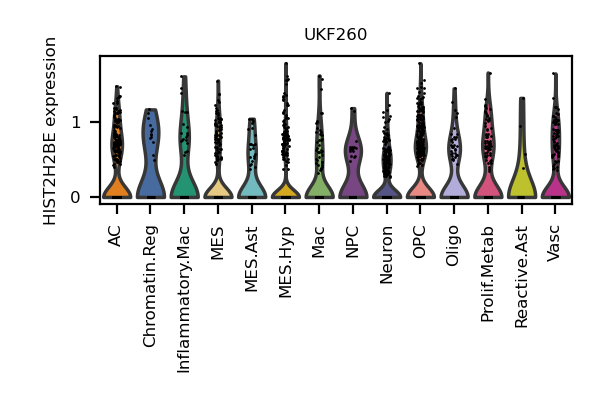 UKF260
HIST2H2BE expression
1
0
AC
Chromatin.Reg
Inflammatory.Mac
MES
MES.Ast
MES.Hyp
Mac
NPC
Neuron
OPC
Oligo
Prolif.Metab
Reactive.Ast
Vasc